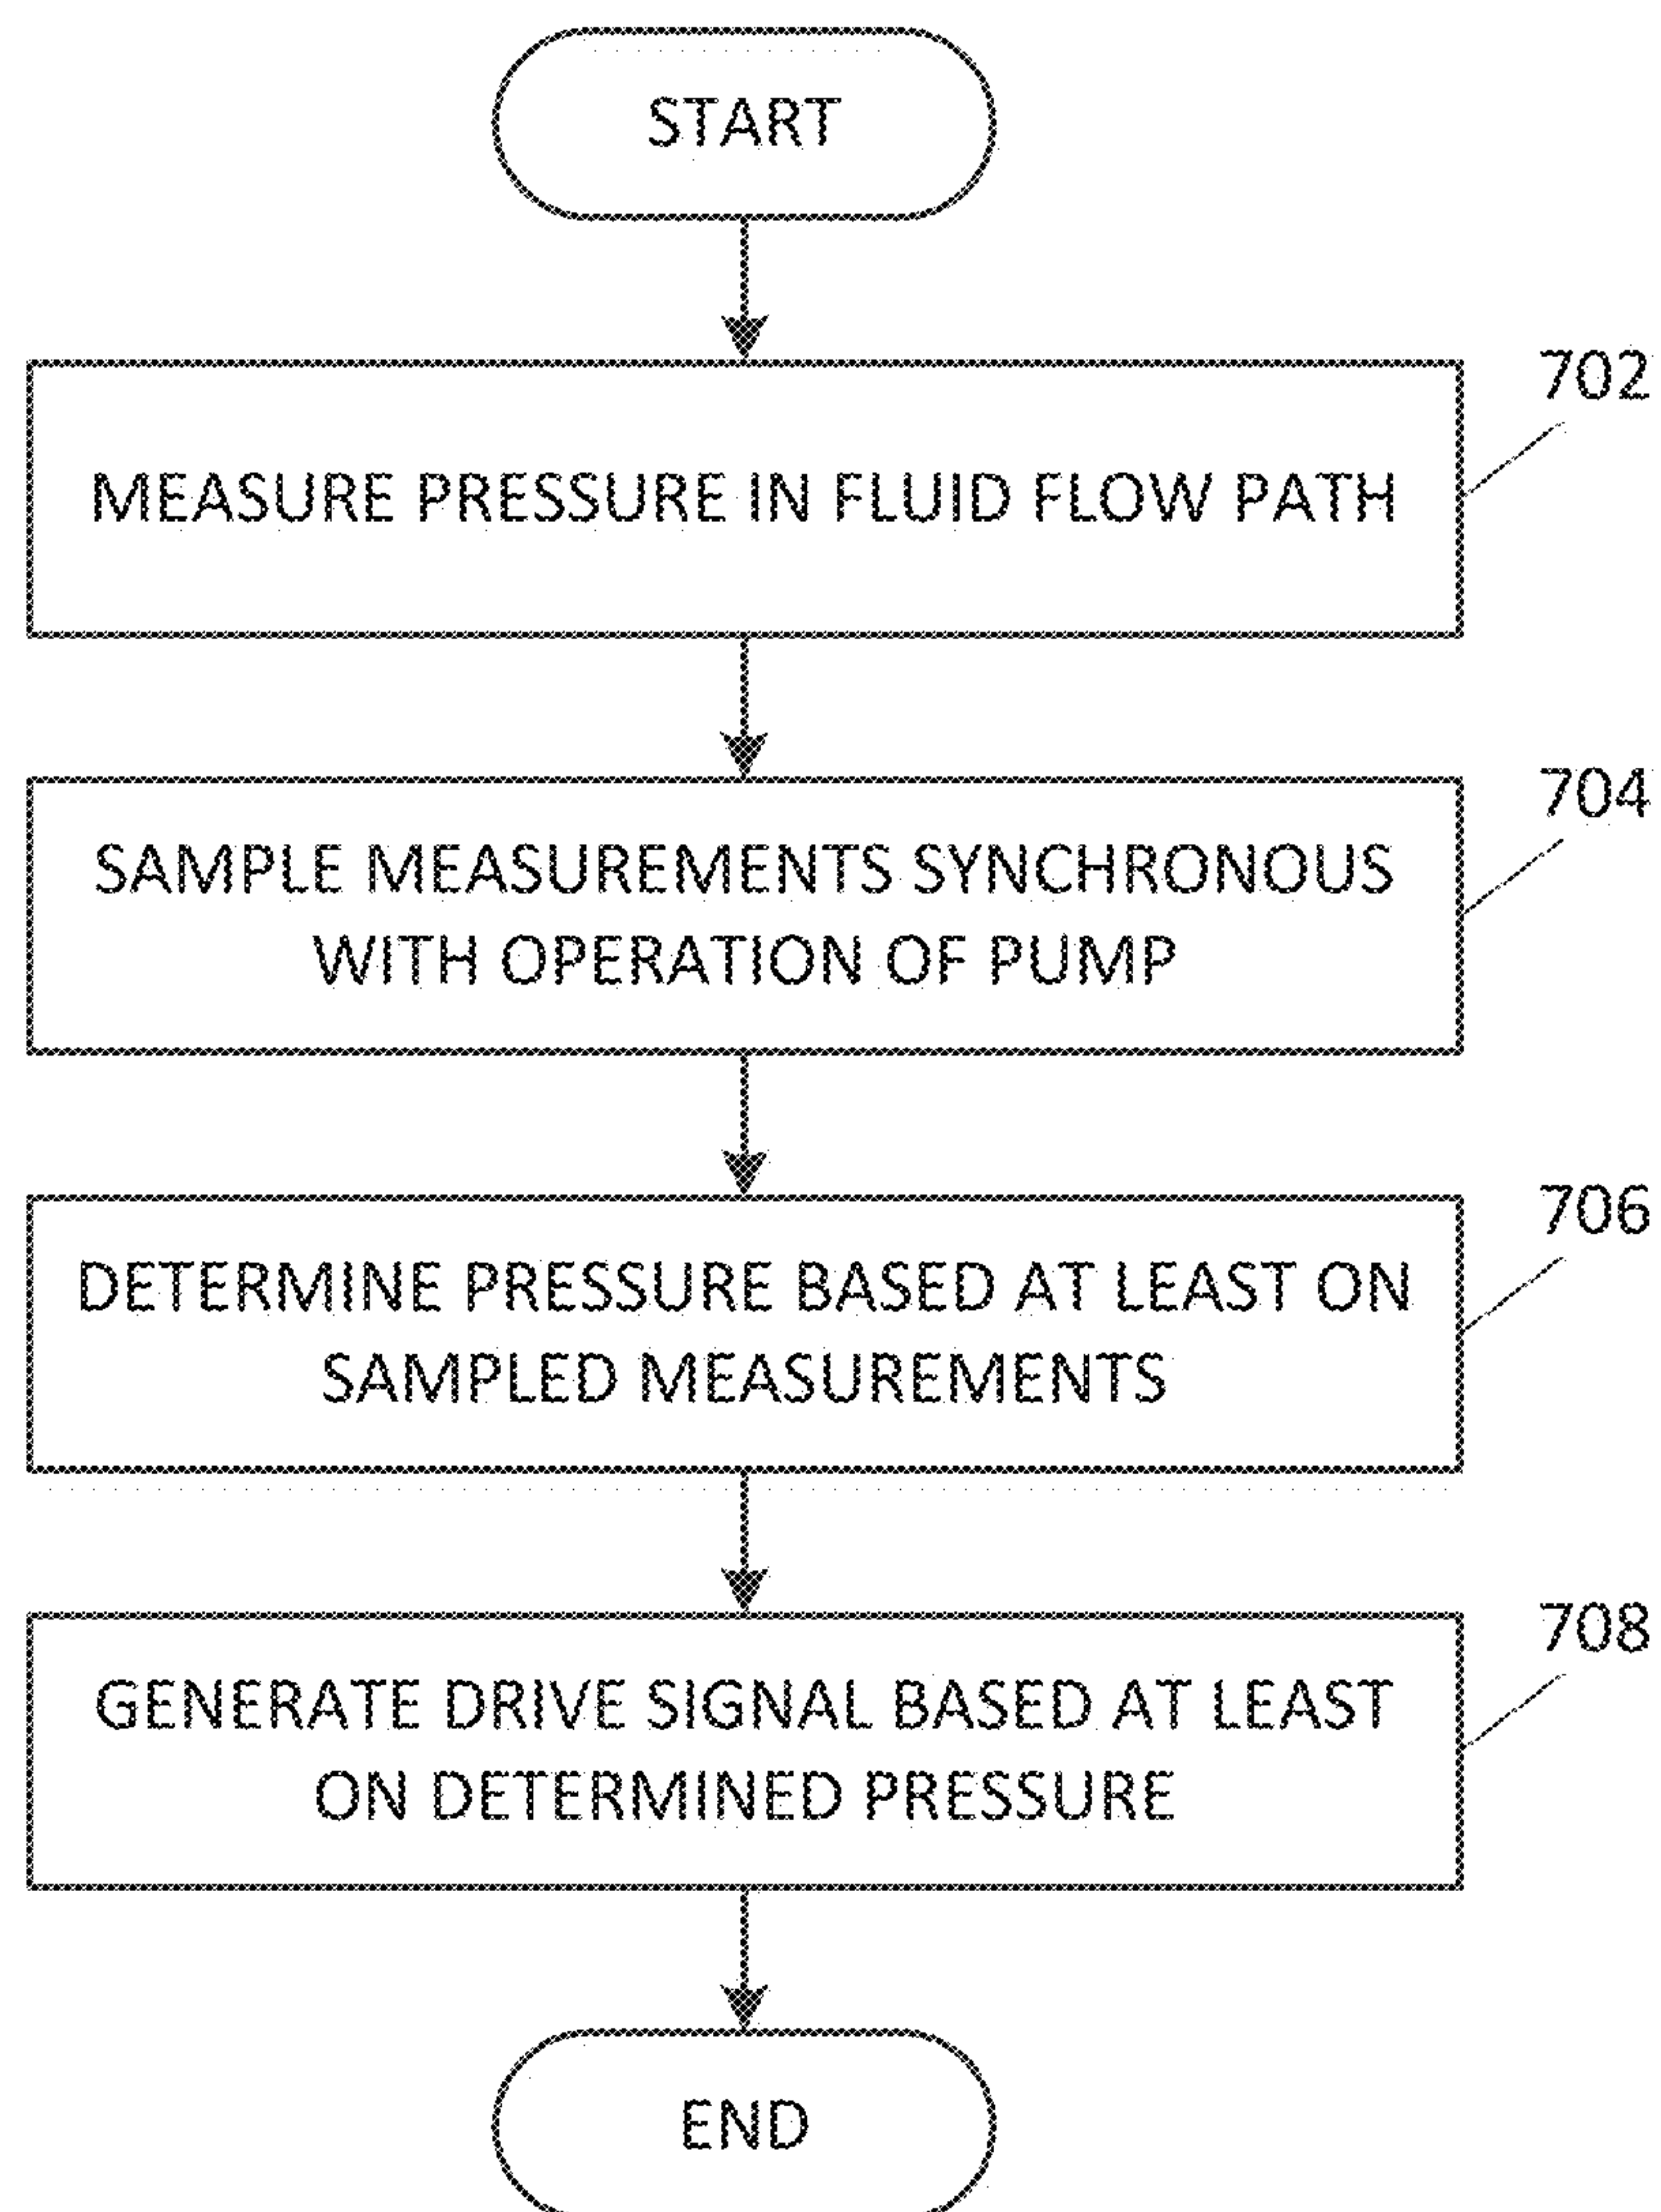 START
702
MEASURE PRESSURE IN FLUID FLOW PATH
704
SAMPLE MEASUREMENTS SYNCHRONOUS
WITH OPERATION OF PUMP
706
DETERMINE PRESSURE BASED AT LEAST ON
SAMPLED MEASUREMENTS
708
GENERATE DRIVE SIGNAL BASED AT LEAST
ON DETERMINED PRESSURE
END